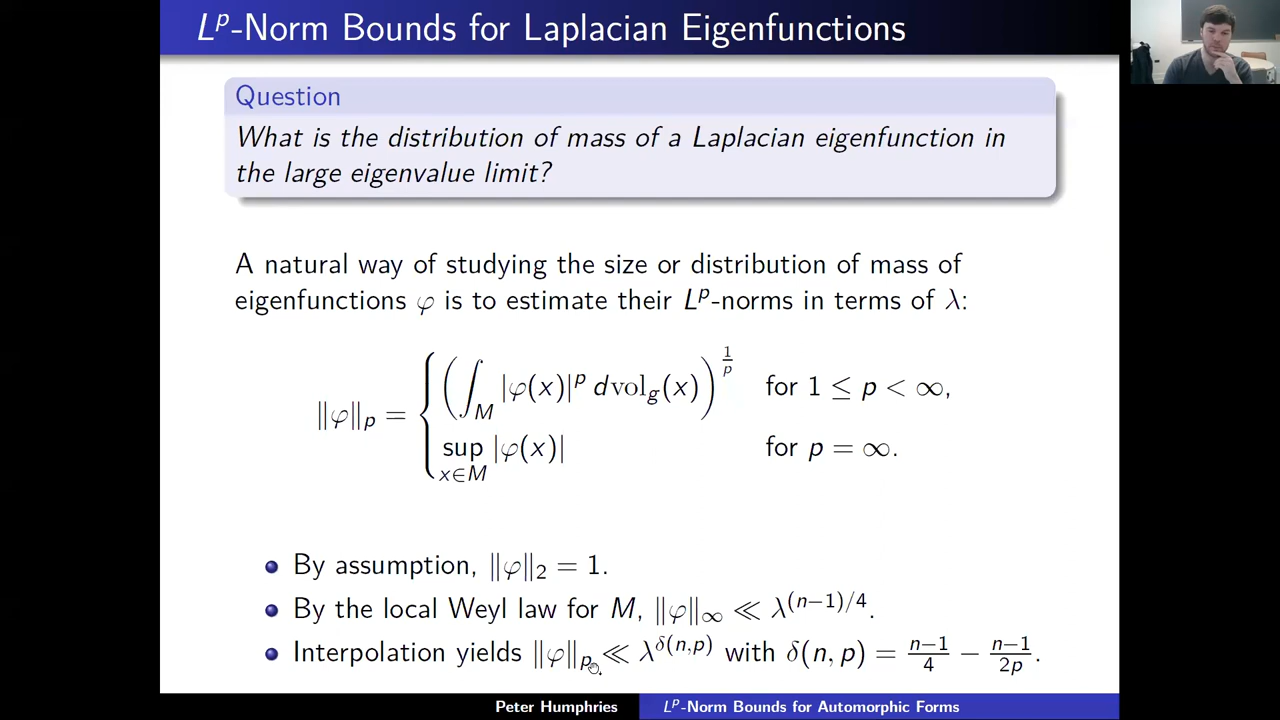 L^p-Norm Bounds for Laplacian Eigenfunctions
Question
What is the distribution of mass of a Laplacian eigenfunction in
the large eigenvalue limit?
A natural way of studying the size or distribution of mass of
eigenfunctions φ is to estimate their L^p-norms in terms of λ:
‖φ‖_p = { (∫_M |φ(x)|^p dvol_g(x))^{1/p} for 1 ≤ p < ∞,
sup_{x∈M} |φ(x)| for p = ∞.
By assumption, ‖φ‖_2 = 1.
By the local Weyl law for M, ‖φ‖_∞ ≪ λ^{(n−1)/4}.
Interpolation yields ‖φ‖_p ≪ λ^{δ(n,p)} with δ(n, p) = \frac{n−1}{4} − \frac{n−1}{2p}.
Peter Humphries L^p-Norm Bounds for Automorphic Forms